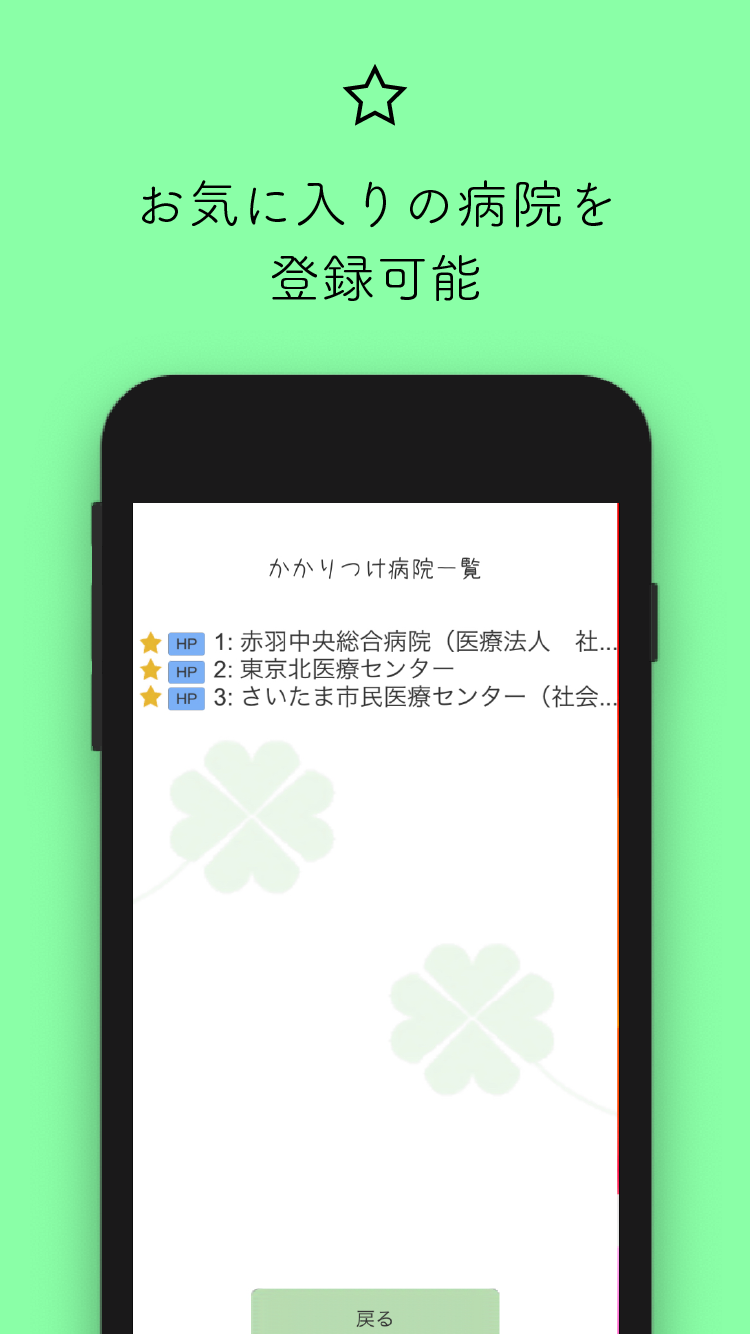 お気に入りの病院を
登録可能
かかりつけ病院一覧
HP 1: 赤羽中央総合病院（医療法人　社...
HP 2: 東京北医療センター
HP 3: さいたま市民医療センター（社会...
戻る